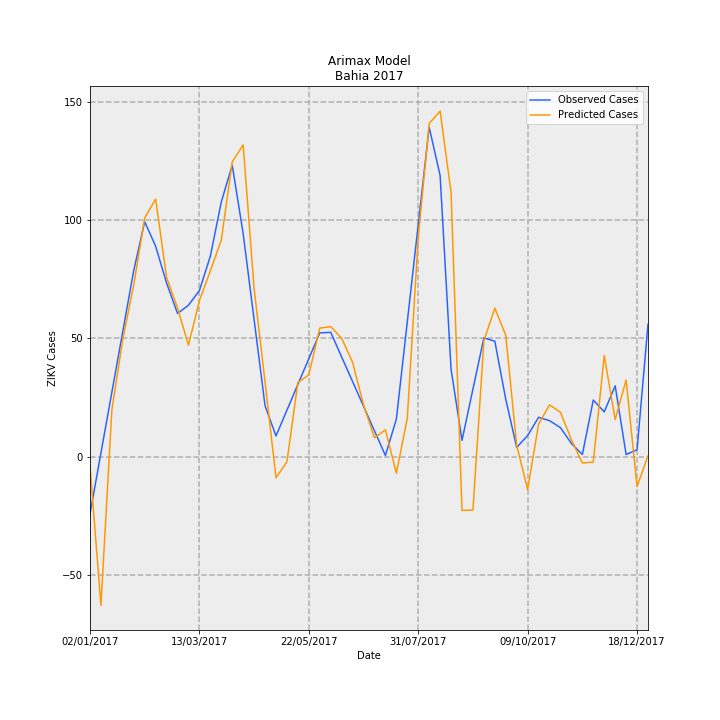 Arimax Model
Bahia 2017
Observed Cases
Predicted Cases
150
100
50
0
−50
ZIKV Cases
02/01/2017
13/03/2017
22/05/2017
31/07/2017
09/10/2017
18/12/2017
Date